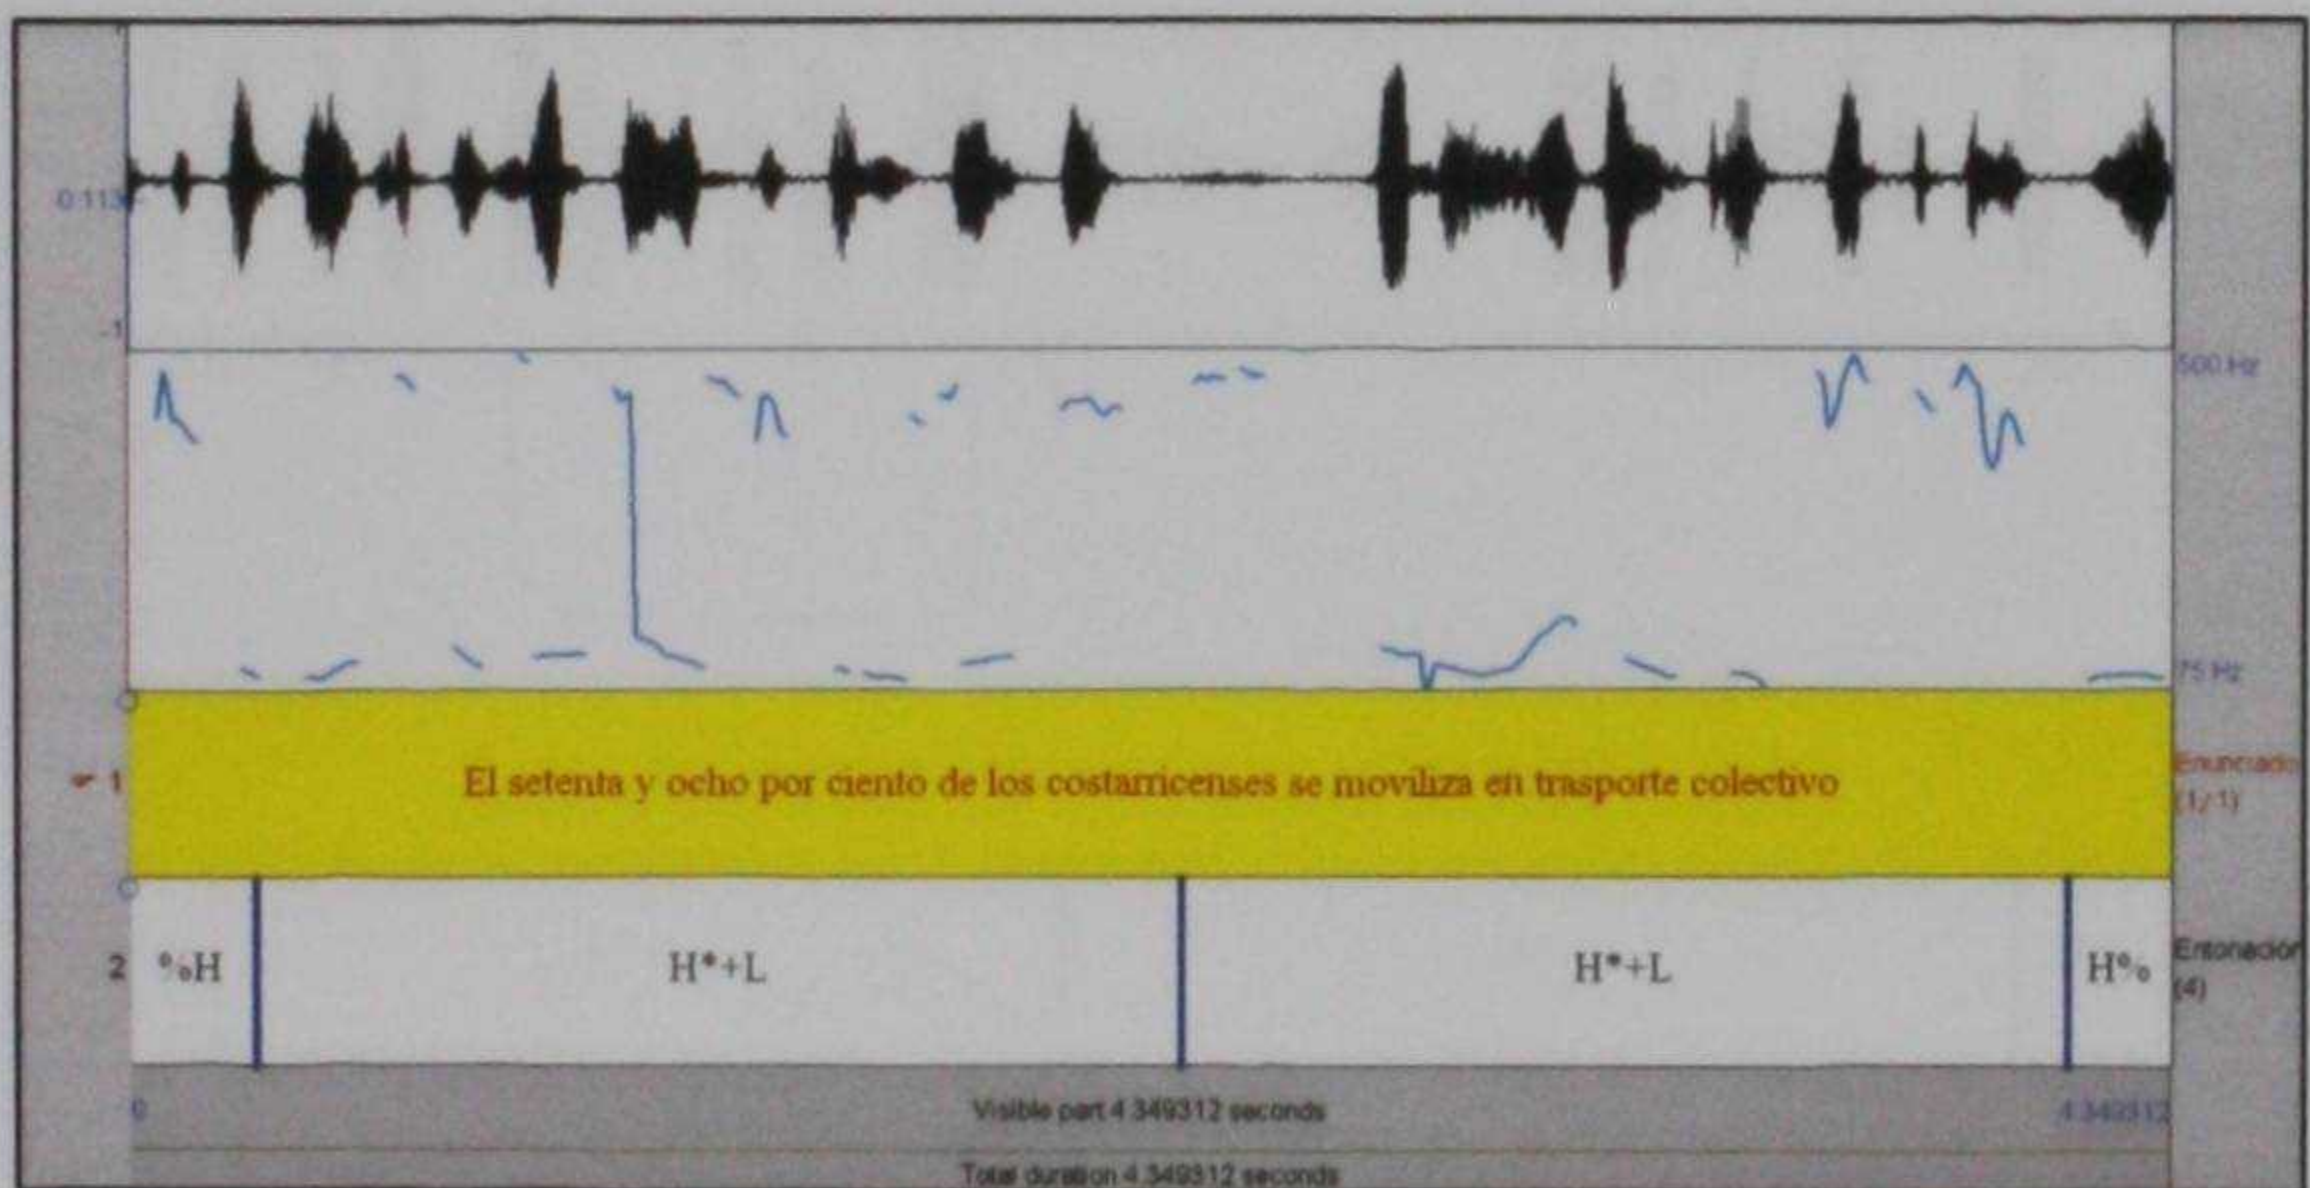 0.113
-1
500 Hz
75 Hz
1 El setenta y ocho por ciento de los costarricenses se moviliza en trasporte colectivo Enunciado (1/1)
2 %H H*+L H*+L H% Entonación (4)
0 Visible part 4.349312 seconds 4.349312
Total duration 4.349312 seconds